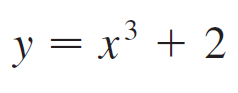 y = x³ + 2